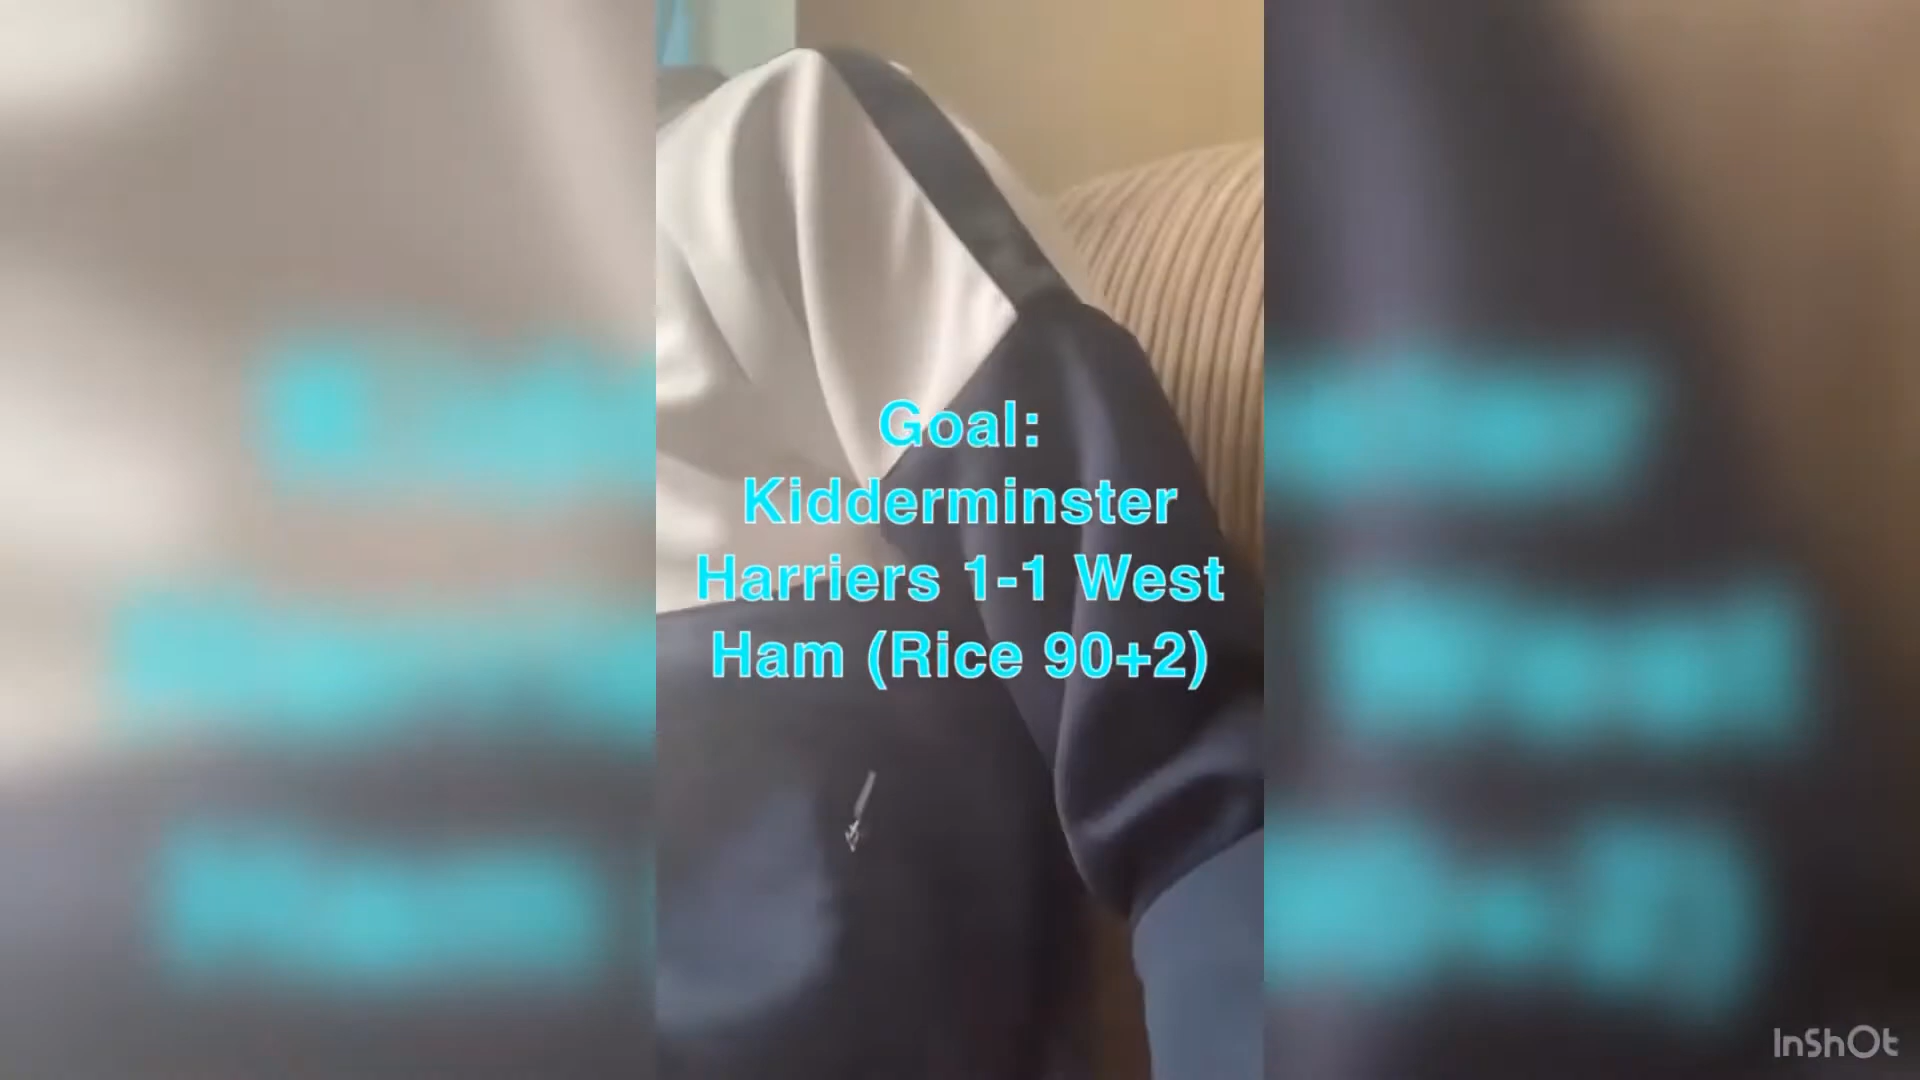 Goal:
Kidderminster
Harriers 1-1 West
Ham (Rice 90+2)
InShOt